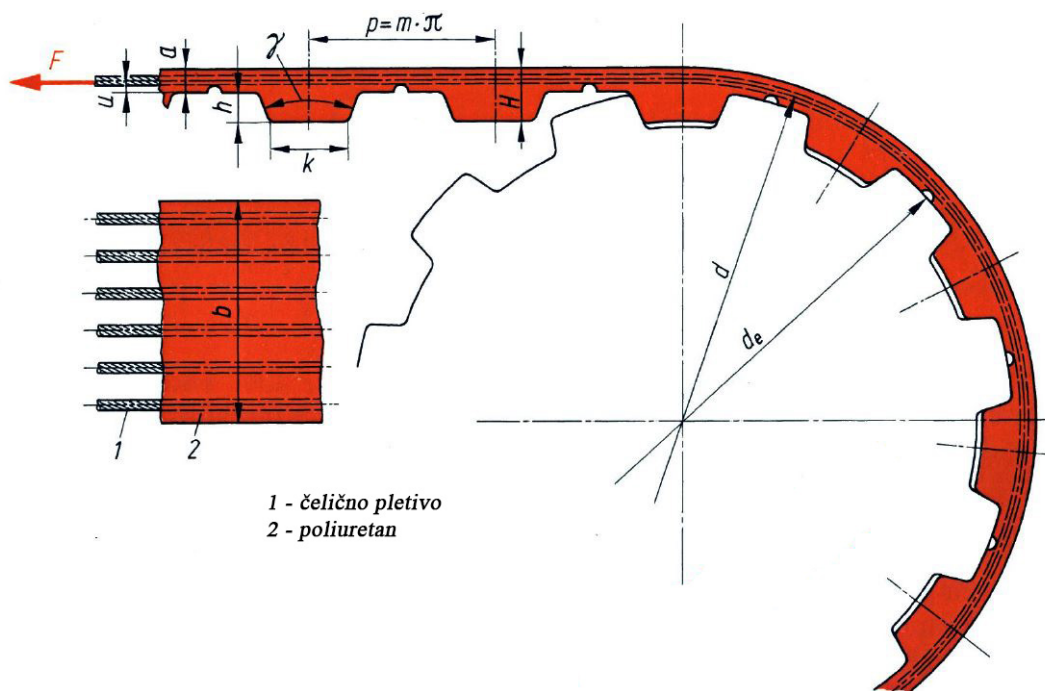 p = m · π
F
a
u
γ
h
H
k
b
d
dₑ
1
2
1 - čelično pletivo
2 - poliuretan